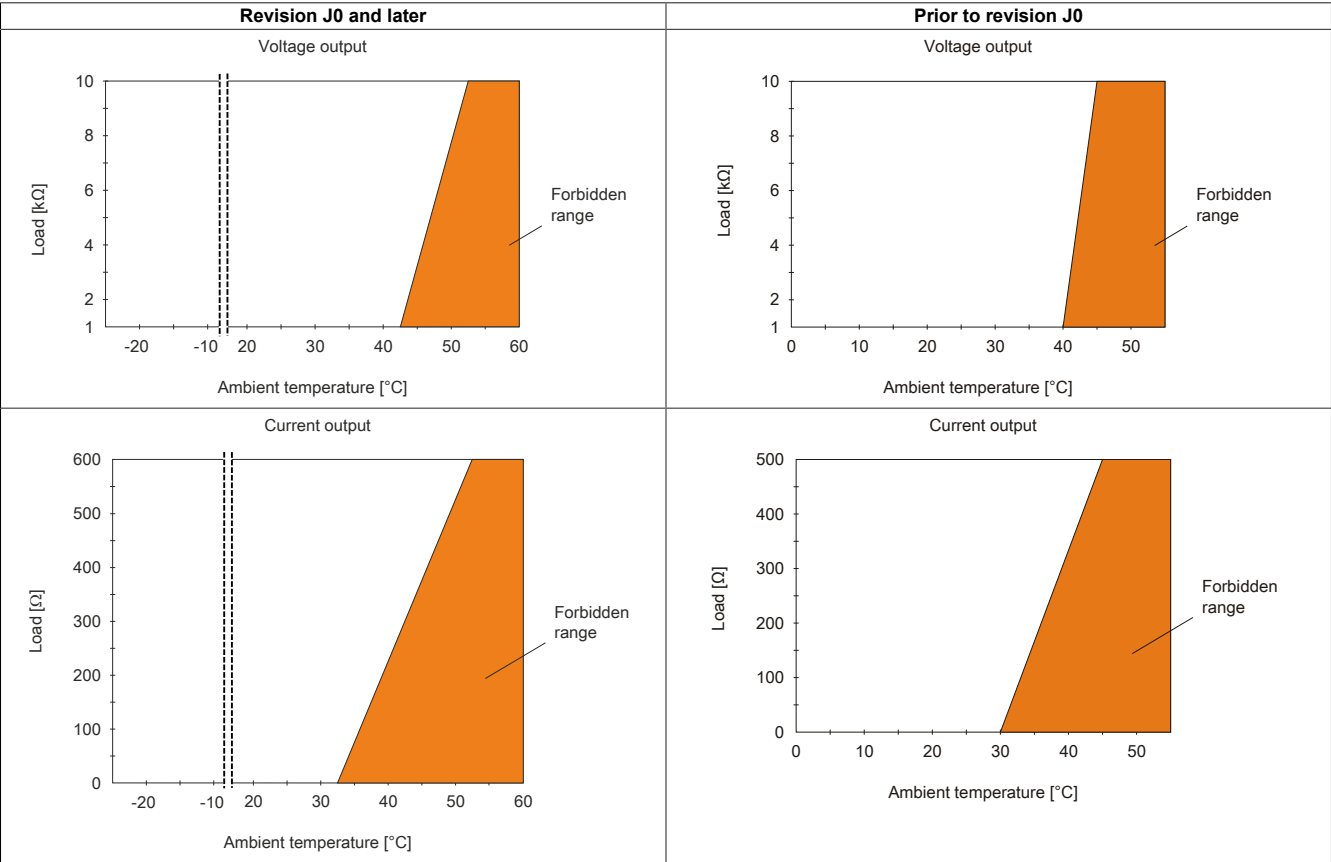 Revision J0 and later
Prior to revision J0
Voltage output
10
8
6
4
2
1
Load [kΩ]
-20
-10
20
30
40
50
60
Ambient temperature [°C]
Forbidden
range
Voltage output
10
8
6
4
2
1
Load [kΩ]
0
10
20
30
40
50
Ambient temperature [°C]
Forbidden
range
Current output
600
500
400
300
200
100
0
Load [Ω]
-20
-10
20
30
40
50
60
Ambient temperature [°C]
Forbidden
range
Current output
500
400
300
200
100
0
Load [Ω]
0
10
20
30
40
50
Ambient temperature [°C]
Forbidden
range